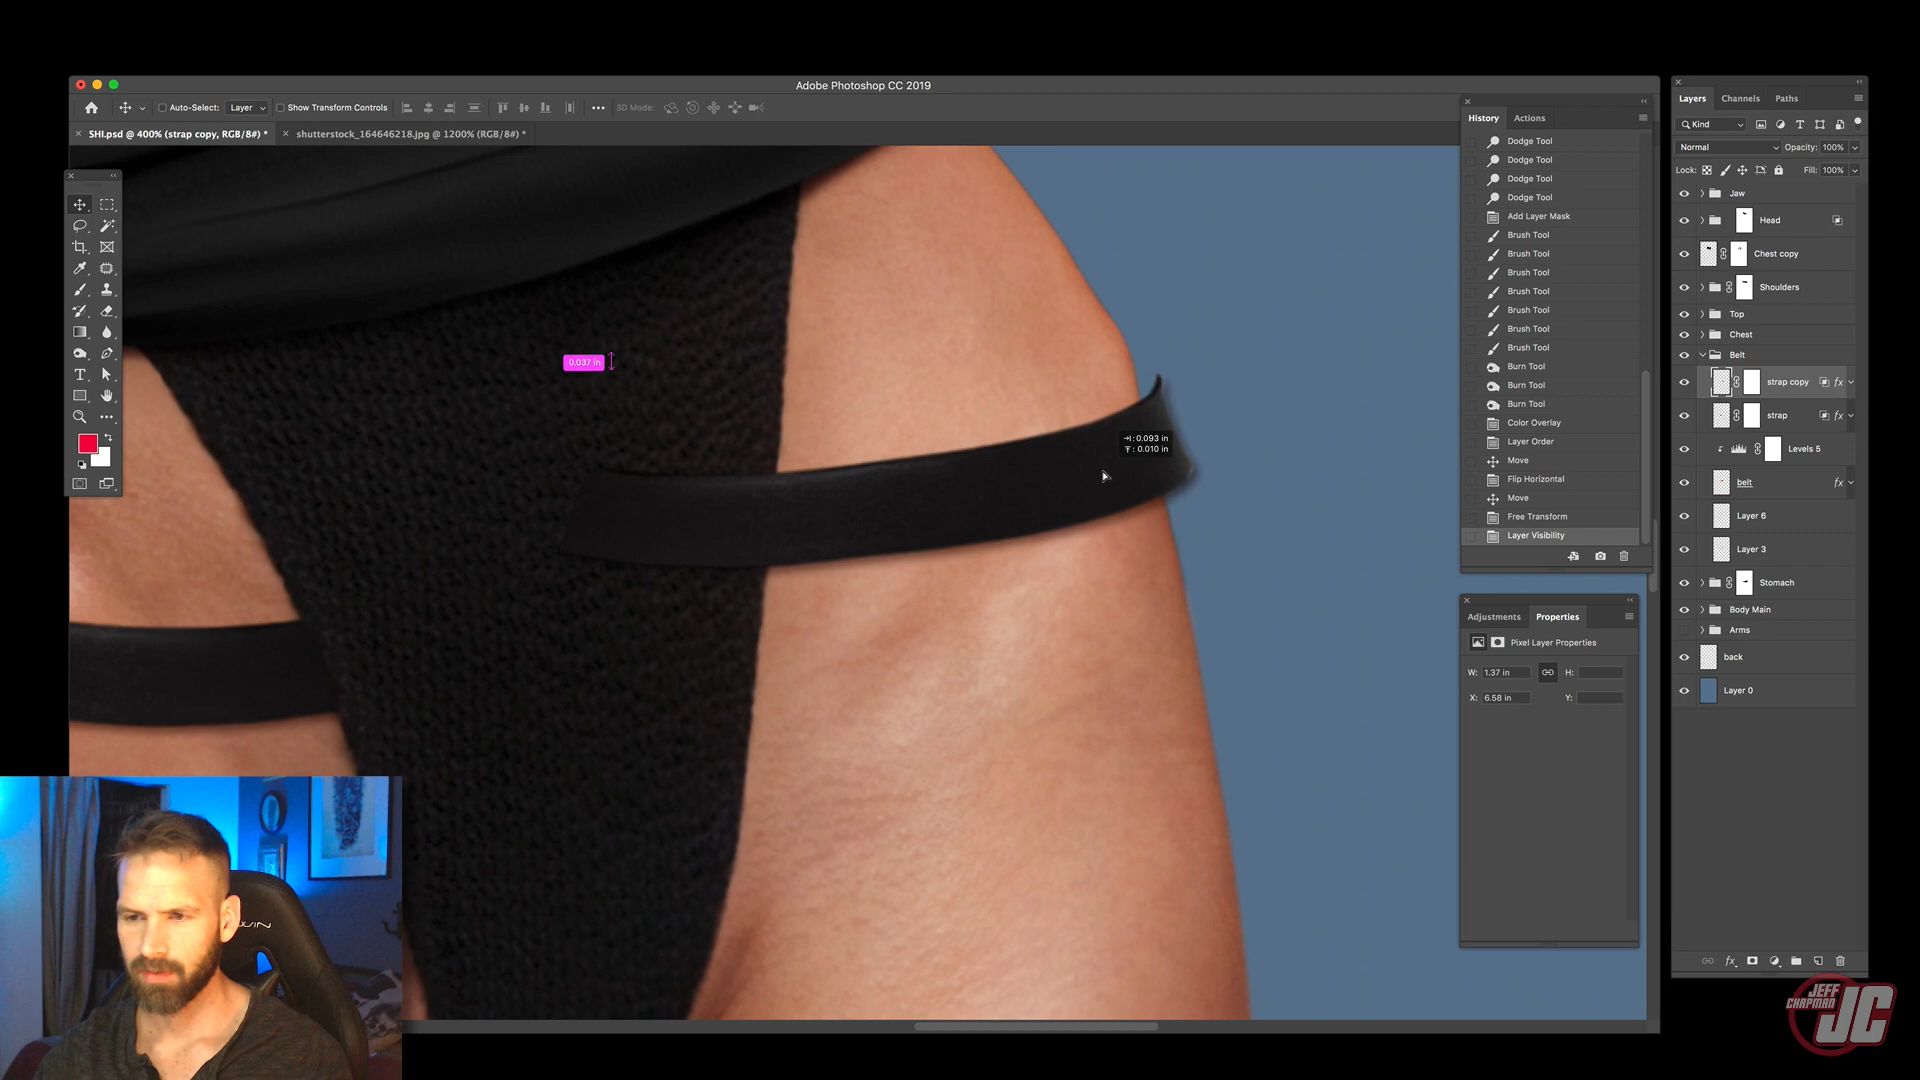 Adobe Photoshop CC 2019
Auto-Select: Layer Show Transform Controls 3D Mode:
SHI.psd @ 400% (strap copy, RGB/8#) * shutterstock_164646218.jpg @ 1200% (RGB/8#) *
0.037 in
0.093 in
0.010 in
History Actions
Dodge Tool
Dodge Tool
Dodge Tool
Dodge Tool
Add Layer Mask
Brush Tool
Brush Tool
Brush Tool
Brush Tool
Brush Tool
Brush Tool
Brush Tool
Burn Tool
Burn Tool
Burn Tool
Color Overlay
Layer Order
Move
Flip Horizontal
Move
Free Transform
Layer Visibility
Adjustments Properties
Pixel Layer Properties
W: 1.37 in H:
X: 6.58 in Y:
Layers Channels Paths
Kind
Normal Opacity: 100%
Lock: Fill: 100%
Jaw
Head
Chest copy
Shoulders
Top
Chest
Belt
strap copy fx
strap fx
Levels 5
belt fx
Layer 6
Layer 3
Stomach
Body Main
Arms
back
Layer 0
fx
JEFF
CHAPMAN
JC